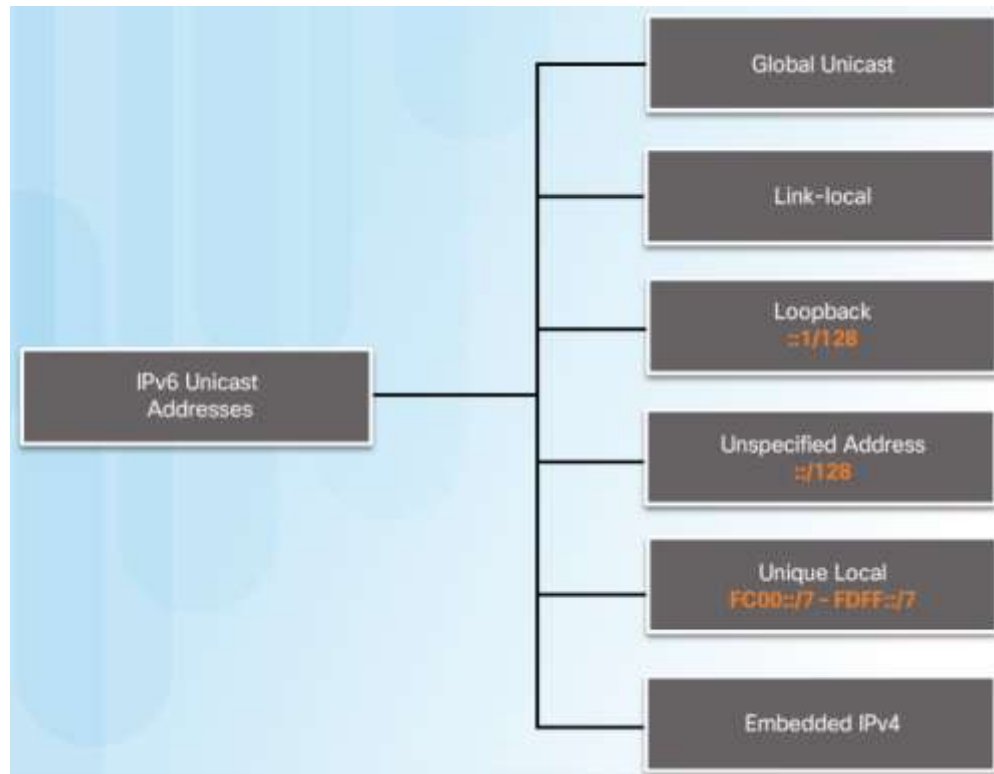 Global Unicast
Link-local
Loopback
::1/128
IPv6 Unicast
Addresses
Unspecified Address
::/128
Unique Local
FC00::/7 - FDFF::/7
Embedded IPv4